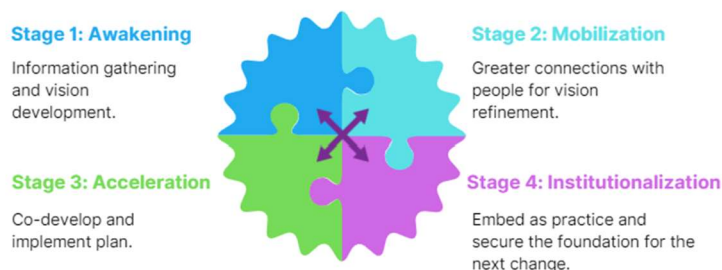 Stage 1: Awakening
Information gathering
and vision
development.
Stage 2: Mobilization
Greater connections with
people for vision
refinement.
Stage 3: Acceleration
Co-develop and
implement plan.
Stage 4: Institutionalization
Embed as practice and
secure the foundation for the
next change.